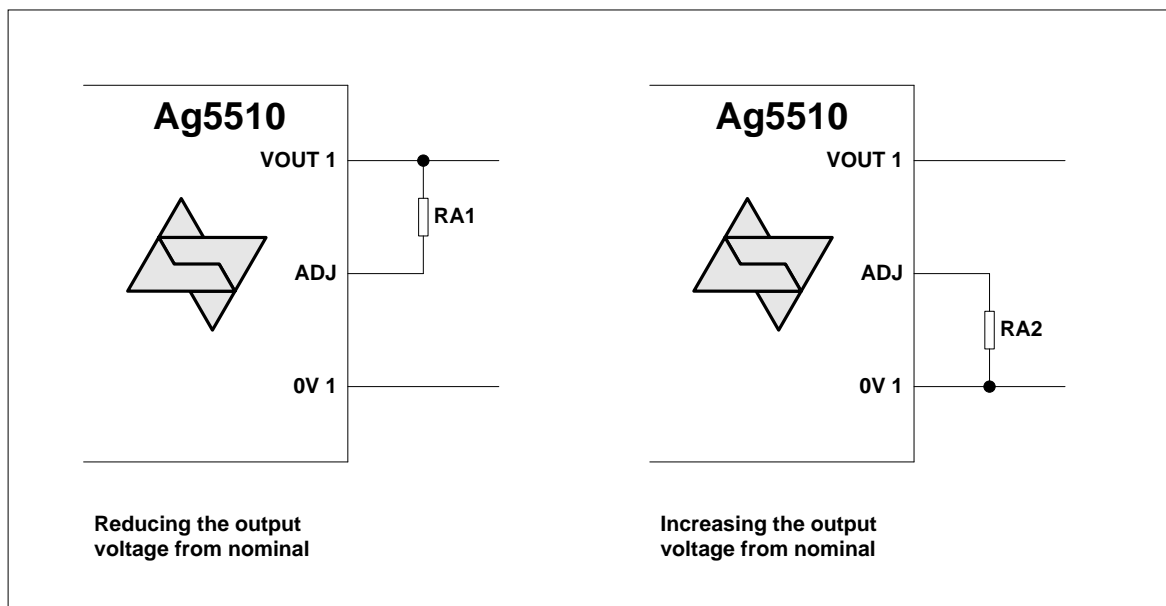 Ag5510
VOUT 1
RA1
ADJ
0V 1
Reducing the output
voltage from nominal
Ag5510
VOUT 1
ADJ
RA2
0V 1
Increasing the output
voltage from nominal